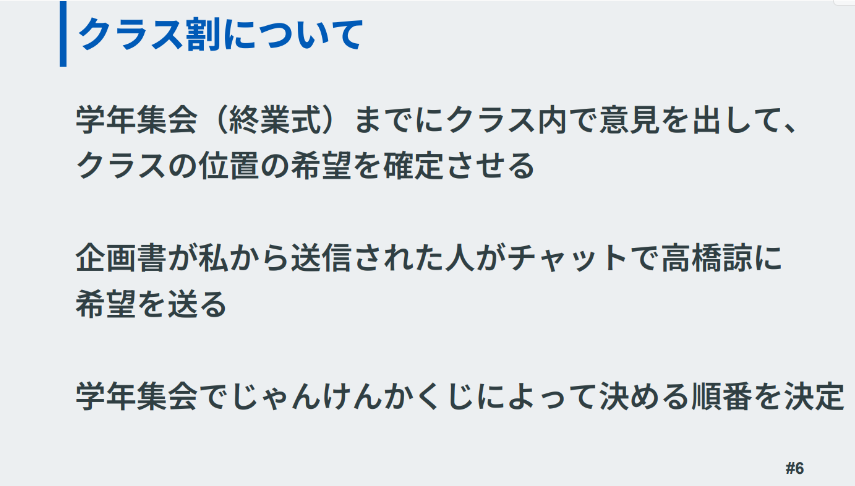 クラス割について
学年集会（終業式）までにクラス内で意見を出して、
クラスの位置の希望を確定させる
企画書が私から送信された人がチャットで高橋諒に
希望を送る
学年集会でじゃんけんかくじによって決める順番を決定
#6